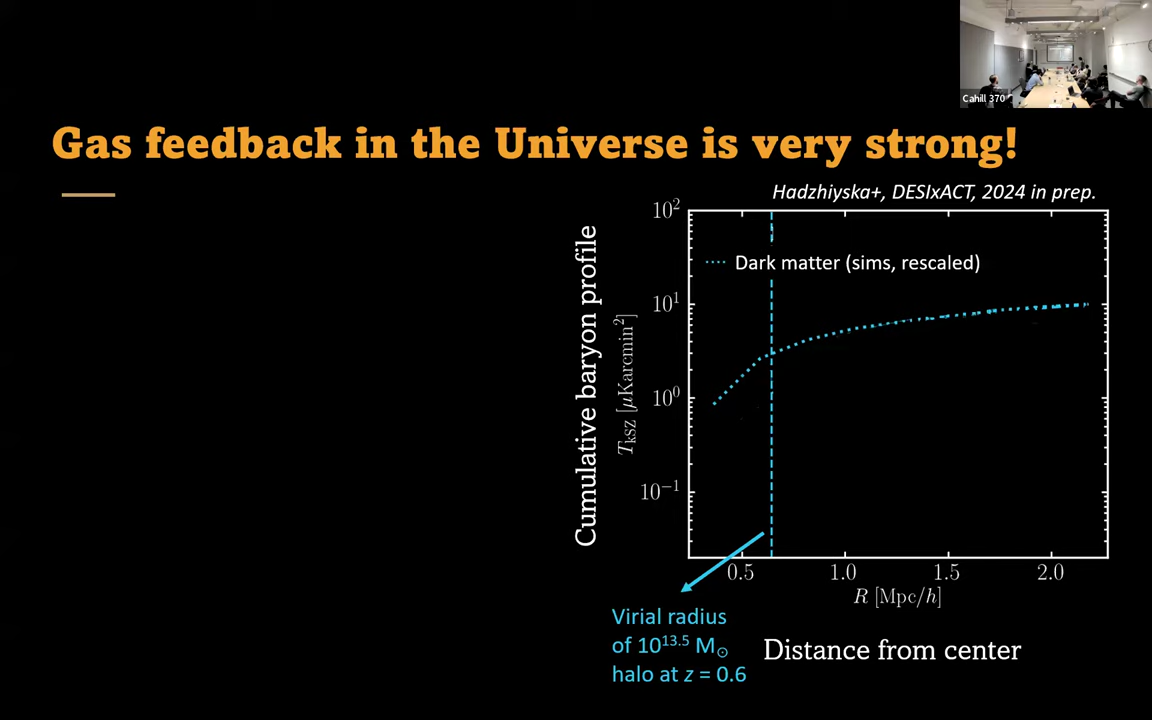 Cahill 370
Gas feedback in the Universe is very strong!
Hadzhiyska+, DESIxACT, 2024 in prep.
Cumulative baryon profile
T_kSZ [μKarcmin²]
10²
10¹
10⁰
10⁻¹
Dark matter (sims, rescaled)
0.5 1.0 1.5 2.0
R [Mpc/h]
Virial radius
of 10¹³·⁵ M☉
halo at z = 0.6
Distance from center